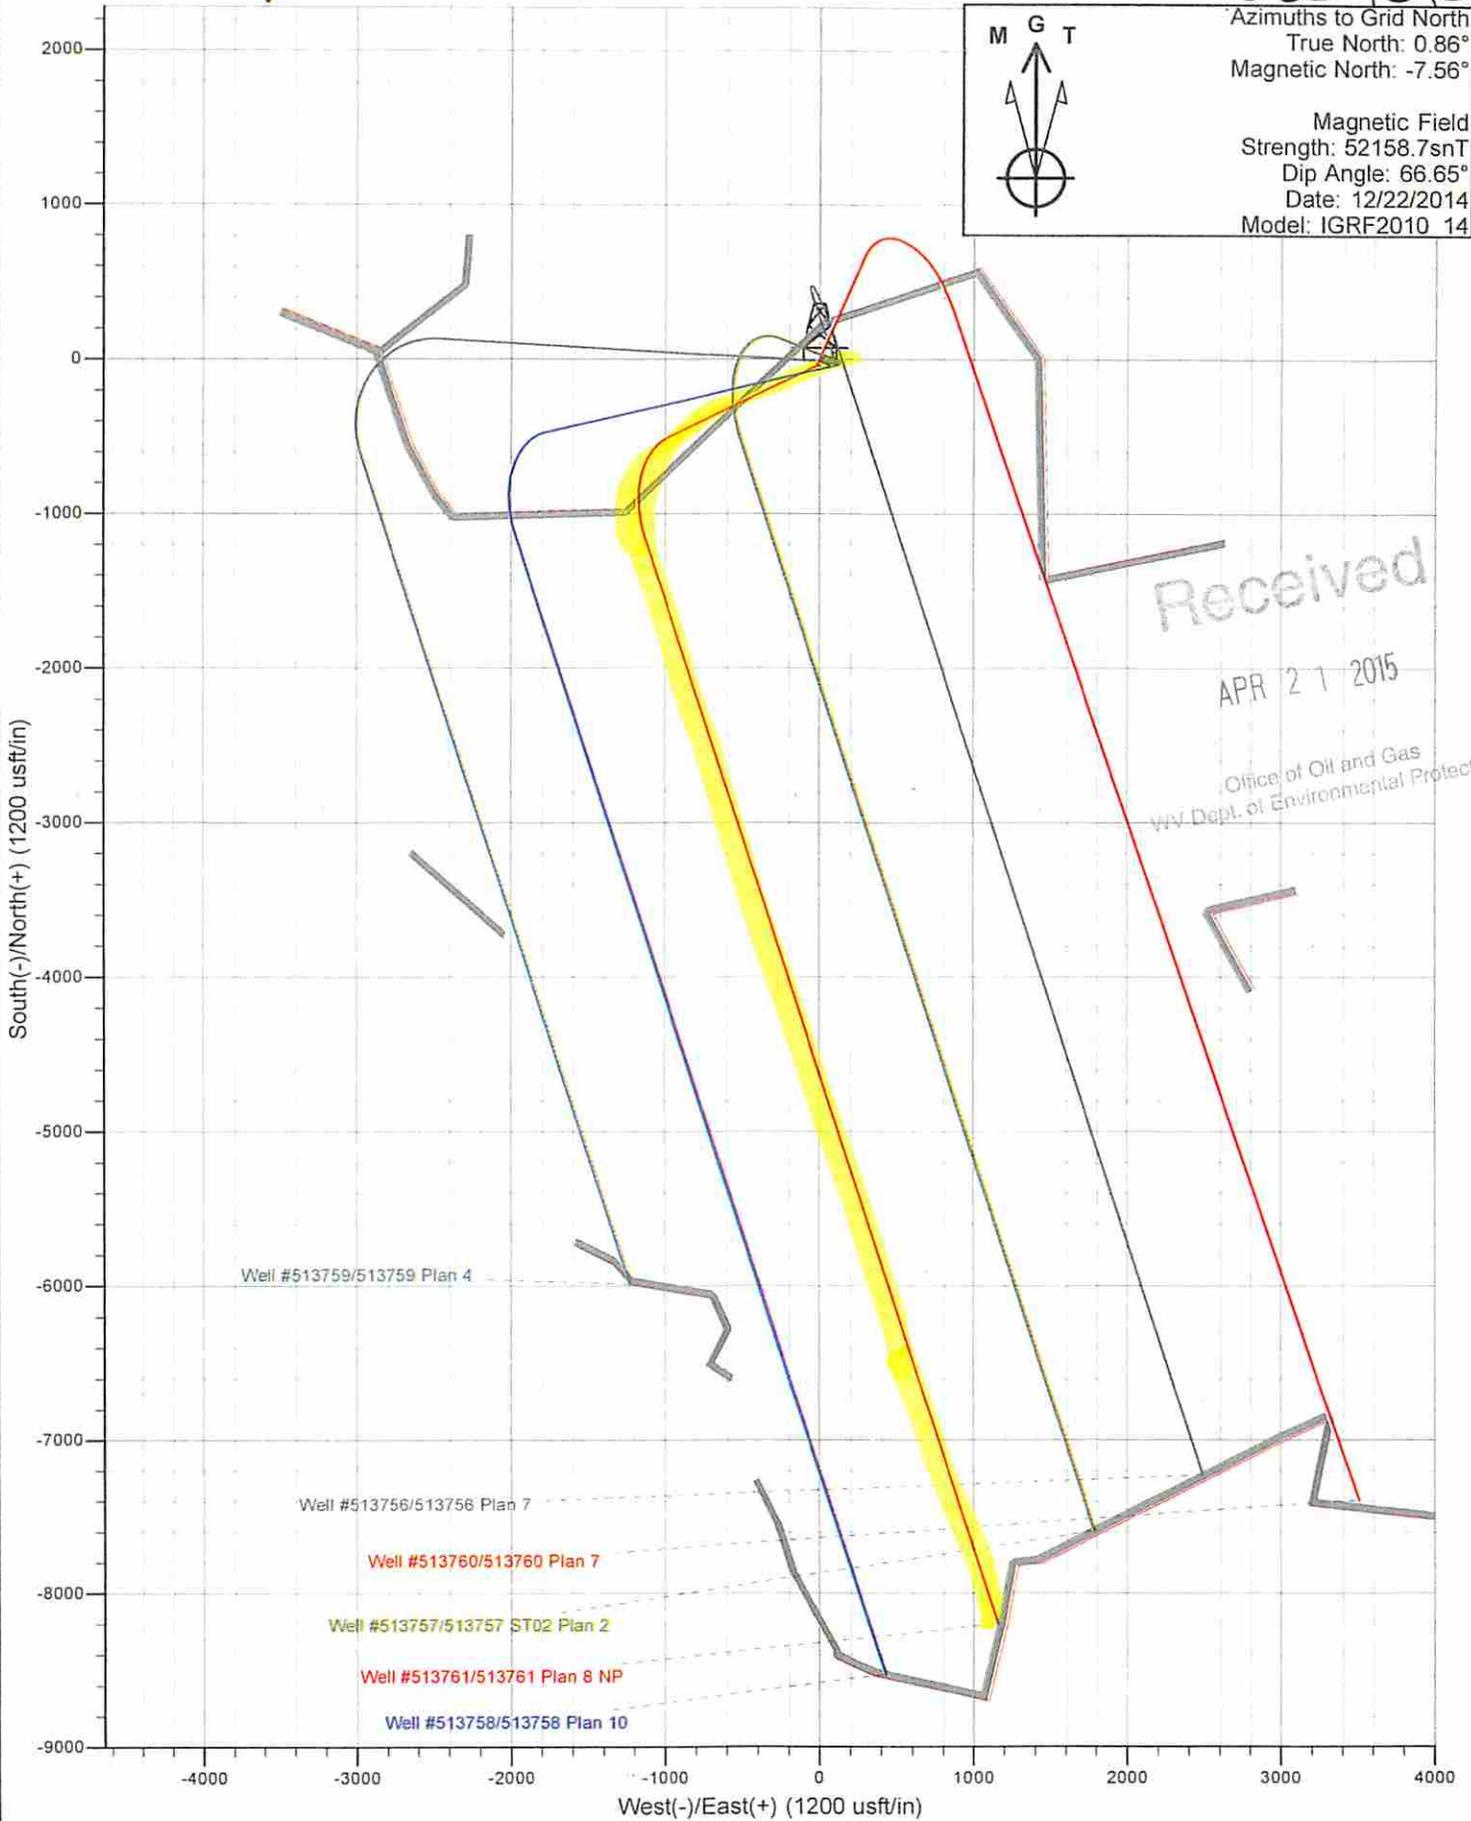 M G T
Azimuths to Grid North
True North: 0.86°
Magnetic North: -7.56°
Magnetic Field
Strength: 52158.7snT
Dip Angle: 66.65°
Date: 12/22/2014
Model: IGRF2010_14
2000
1000
0
-1000
-2000
-3000
-4000
-5000
-6000
-7000
-8000
-9000
South(-)/North(+) (1200 usft/in)
Received
APR 21 2015
Office of Oil and Gas
WV Dept. of Environmental Protect
Well #513759/513759 Plan 4
Well #513756/513756 Plan 7
Well #513760/513760 Plan 7
Well #513757/513757 ST02 Plan 2
Well #513761/513761 Plan 8 NP
Well #513758/513758 Plan 10
-4000 -3000 -2000 -1000 0 1000 2000 3000 4000
West(-)/East(+) (1200 usft/in)